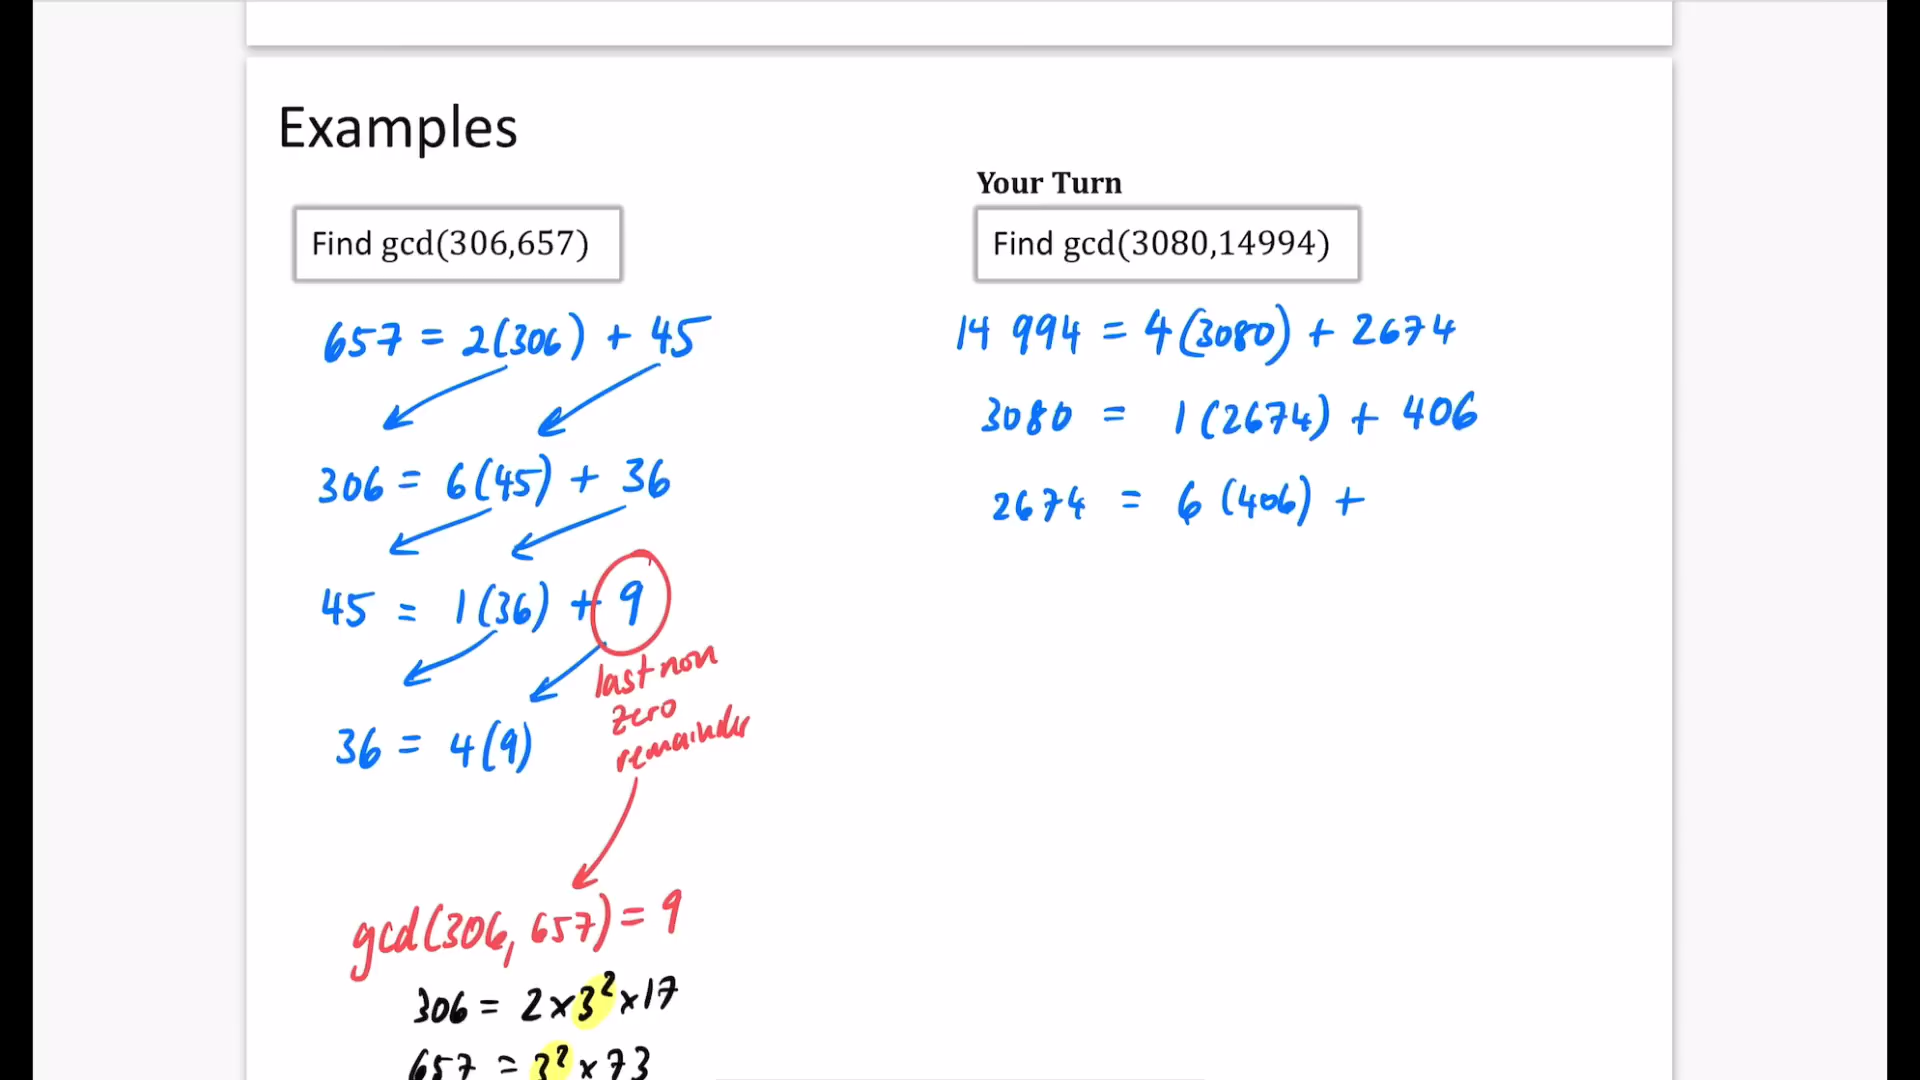 Examples
Find gcd(306,657)
657 = 2(306) + 45
306 = 6(45) + 36
45 = 1(36) + 9
last non
zero
remainder
36 = 4(9)
gcd(306, 657) = 9
306 = 2×3²×17
657 = 3²×73
Your Turn
Find gcd(3080,14994)
14 994 = 4(3080) + 2674
3080 = 1(2674) + 406
2674 = 6(406) +